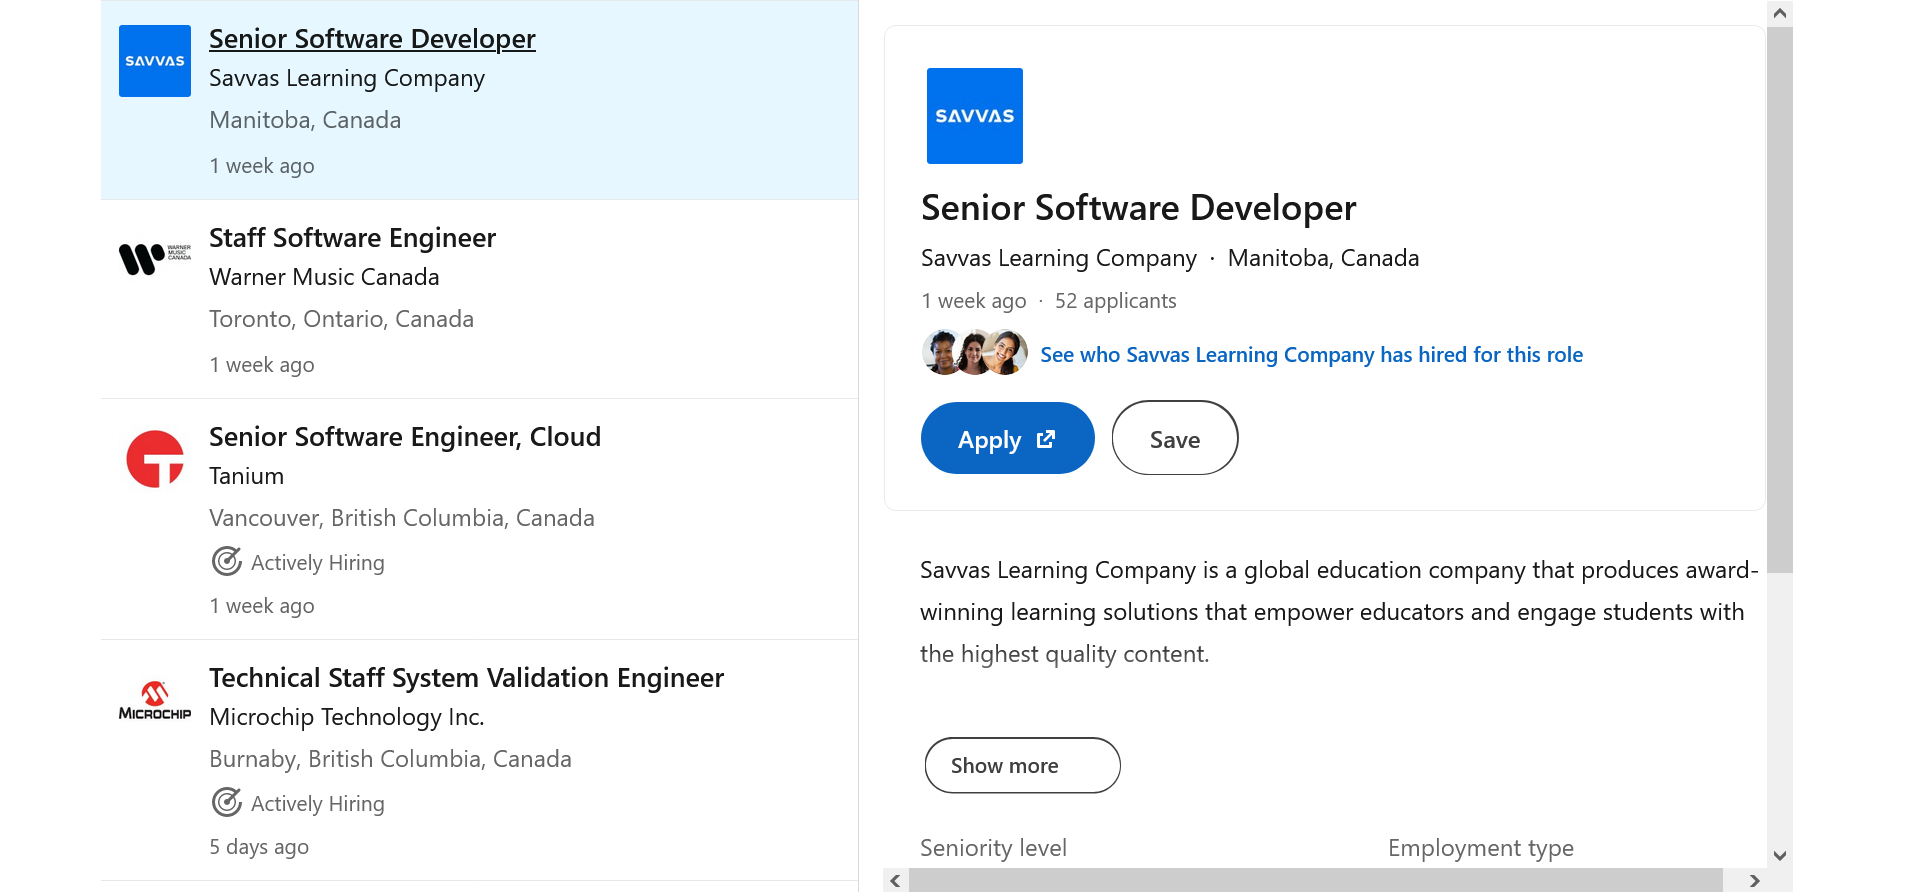 SAVVAS
Senior Software Developer
Savvas Learning Company
Manitoba, Canada
1 week ago
WARNER
MUSIC
CANADA
Staff Software Engineer
Warner Music Canada
Toronto, Ontario, Canada
1 week ago
Senior Software Engineer, Cloud
Tanium
Vancouver, British Columbia, Canada
Actively Hiring
1 week ago
MICROCHIP
Technical Staff System Validation Engineer
Microchip Technology Inc.
Burnaby, British Columbia, Canada
Actively Hiring
5 days ago
SAVVAS
Senior Software Developer
Savvas Learning Company · Manitoba, Canada
1 week ago · 52 applicants
See who Savvas Learning Company has hired for this role
Apply
Save
Savvas Learning Company is a global education company that produces award-
winning learning solutions that empower educators and engage students with
the highest quality content.
Show more
Seniority level
Employment type